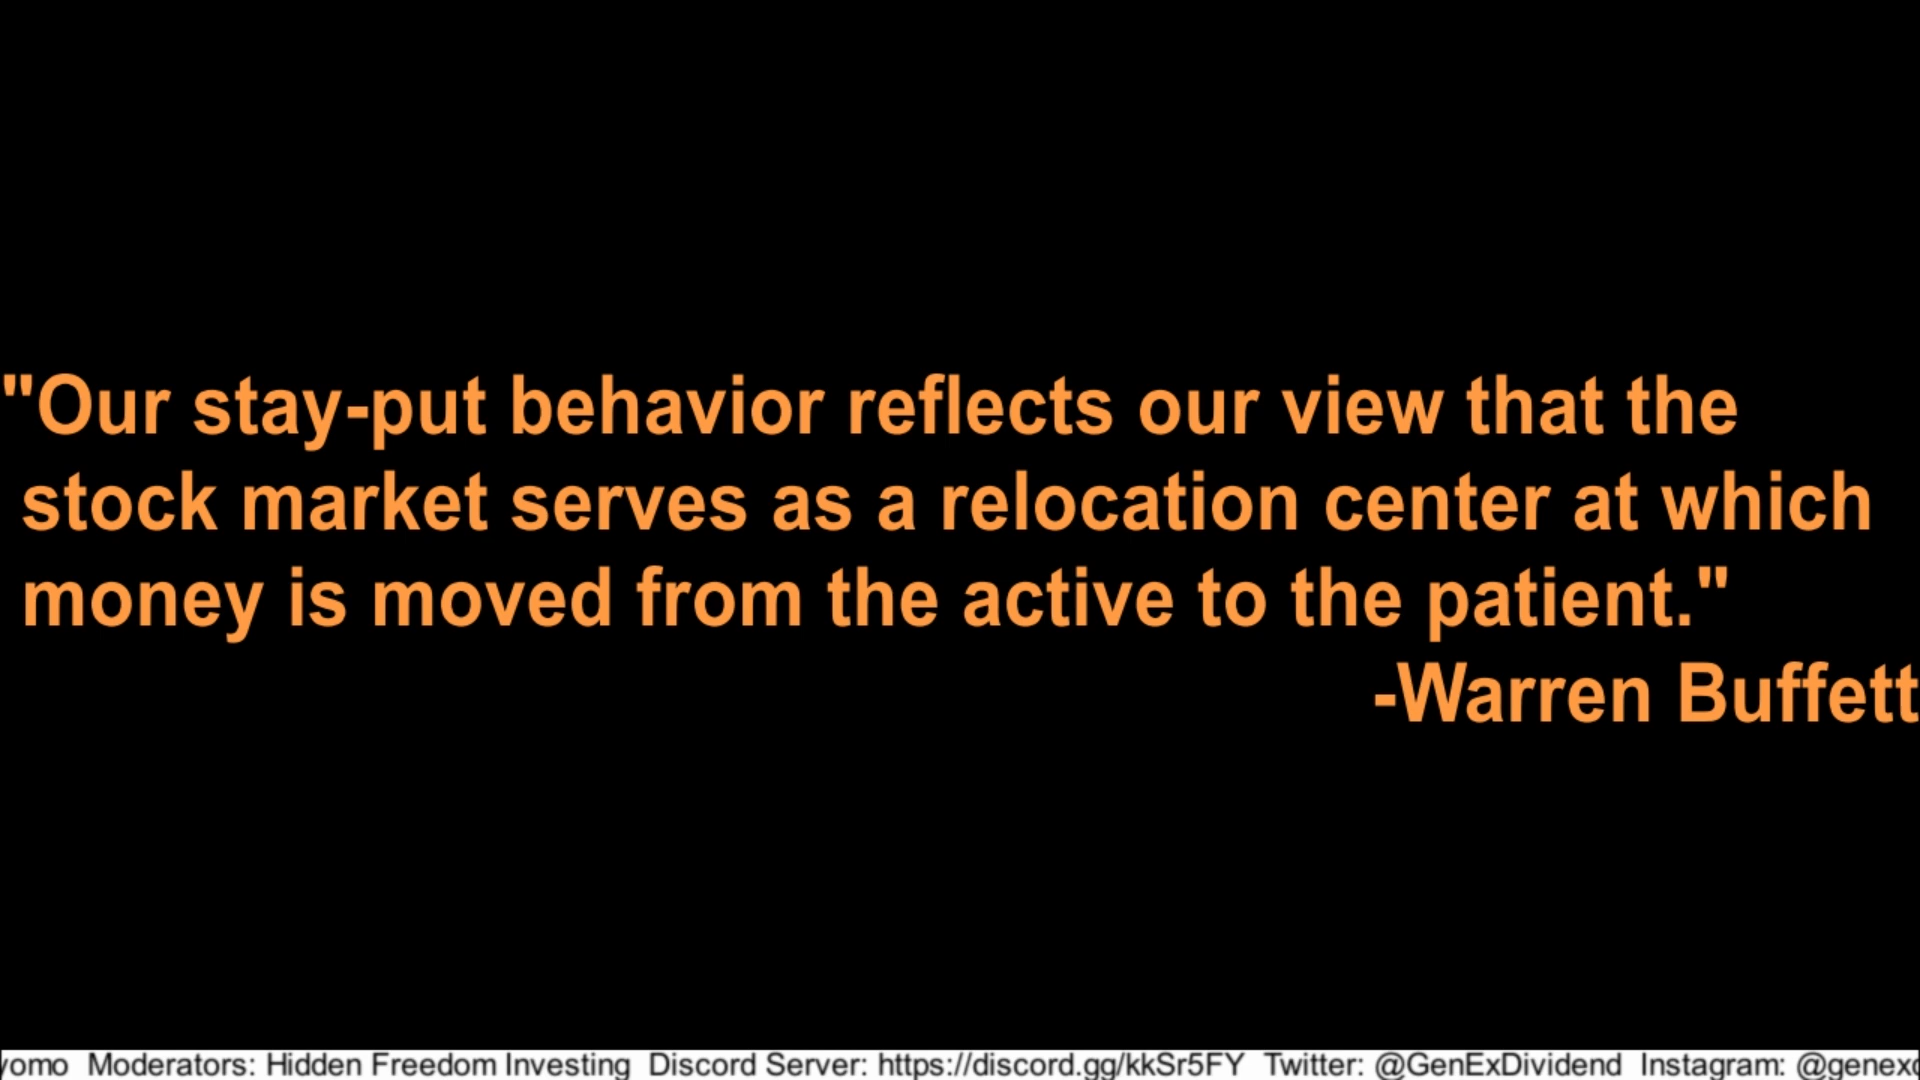 "Our stay-put behavior reflects our view that the
stock market serves as a relocation center at which
money is moved from the active to the patient."
-Warren Buffett
Moderators: Hidden Freedom Investing Discord Server: https://discord.gg/kkSr5FY Twitter: @GenExDividend Instagram: